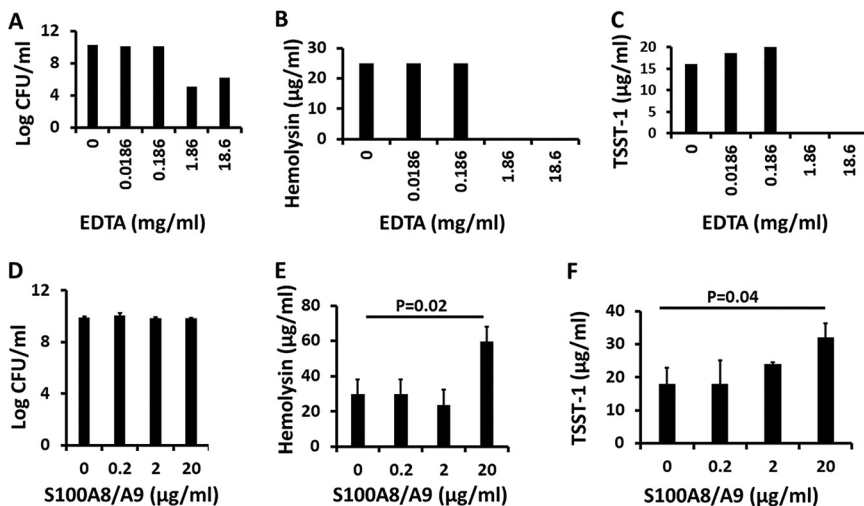 A
Log CFU/ml
12
8
4
0
0
0.0186
0.186
1.86
18.6
EDTA (mg/ml)
B
Hemolysin (µg/ml)
30
20
10
0
0
0.0186
0.186
1.86
18.6
EDTA (mg/ml)
C
TSST-1 (µg/ml)
20
15
10
5
0
0
0.0186
0.186
1.86
18.6
EDTA (mg/ml)
D
Log CFU/ml
12
8
4
0
0 0.2 2 20
S100A8/A9 (µg/ml)
E
Hemolysin (µg/ml)
80
60
40
20
0
P=0.02
0 0.2 2 20
S100A8/A9 (µg/ml)
F
TSST-1 (µg/ml)
40
30
20
10
0
P=0.04
0 0.2 2 20
S100A8/A9 (µg/ml)